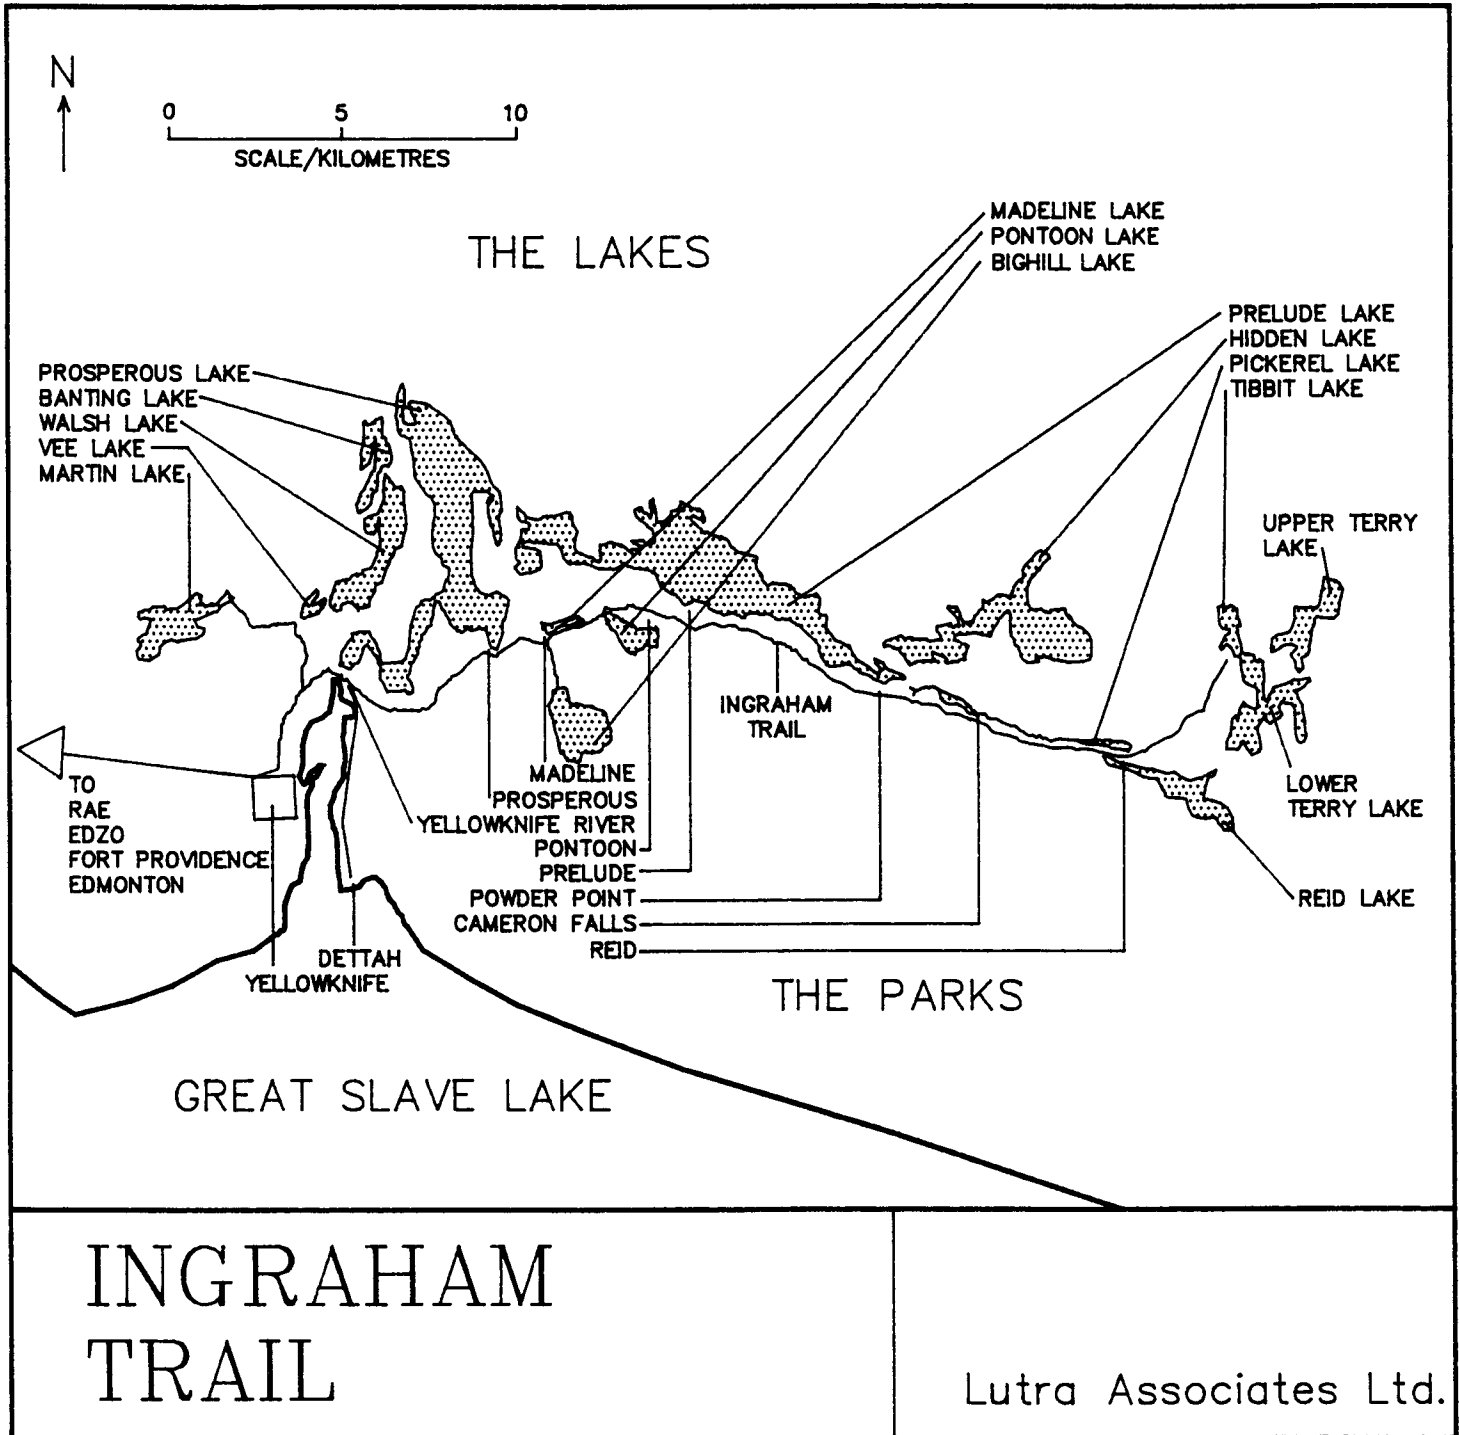 N
0 5 10
SCALE/KILOMETRES
THE LAKES
MADELINE LAKE
PONTOON LAKE
BIGHILL LAKE
PRELUDE LAKE
HIDDEN LAKE
PICKEREL LAKE
TIBBIT LAKE
PROSPEROUS LAKE
BANTING LAKE
WALSH LAKE
VEE LAKE
MARTIN LAKE
UPPER TERRY
LAKE
INGRAHAM
TRAIL
LOWER
TERRY LAKE
REID LAKE
TO
RAE
EDZO
FORT PROVIDENCE
EDMONTON
MADELINE
PROSPEROUS
YELLOWKNIFE RIVER
PONTOON
PRELUDE
POWDER POINT
CAMERON FALLS
REID
DETTAH
YELLOWKNIFE
THE PARKS
GREAT SLAVE LAKE
INGRAHAM
TRAIL
Lutra Associates Ltd.